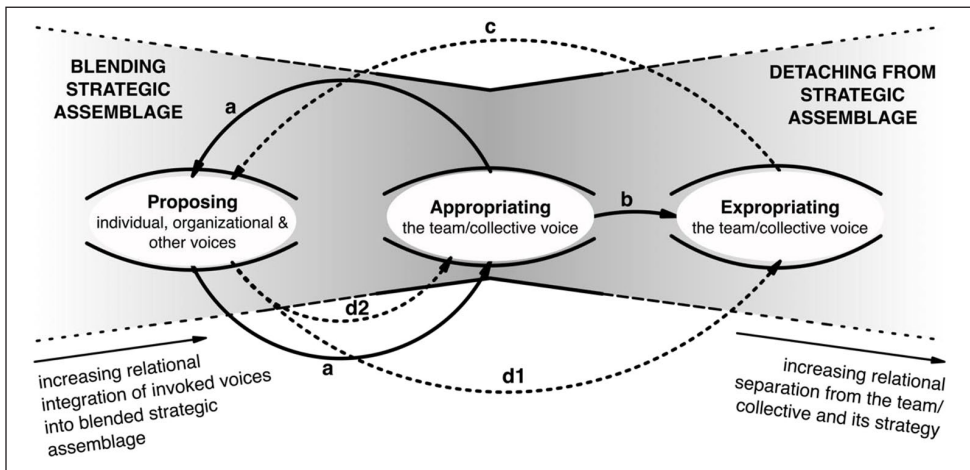 BLENDING
STRATEGIC
ASSEMBLAGE
c
DETACHING FROM
STRATEGIC
ASSEMBLAGE
a
Proposing
individual, organizational &
other voices
Appropriating
the team/collective voice
b
Expropriating
the team/collective voice
d2
a
d1
increasing relational
integration of invoked voices
into blended strategic
assemblage
increasing relational
separation from the team/
collective and its strategy